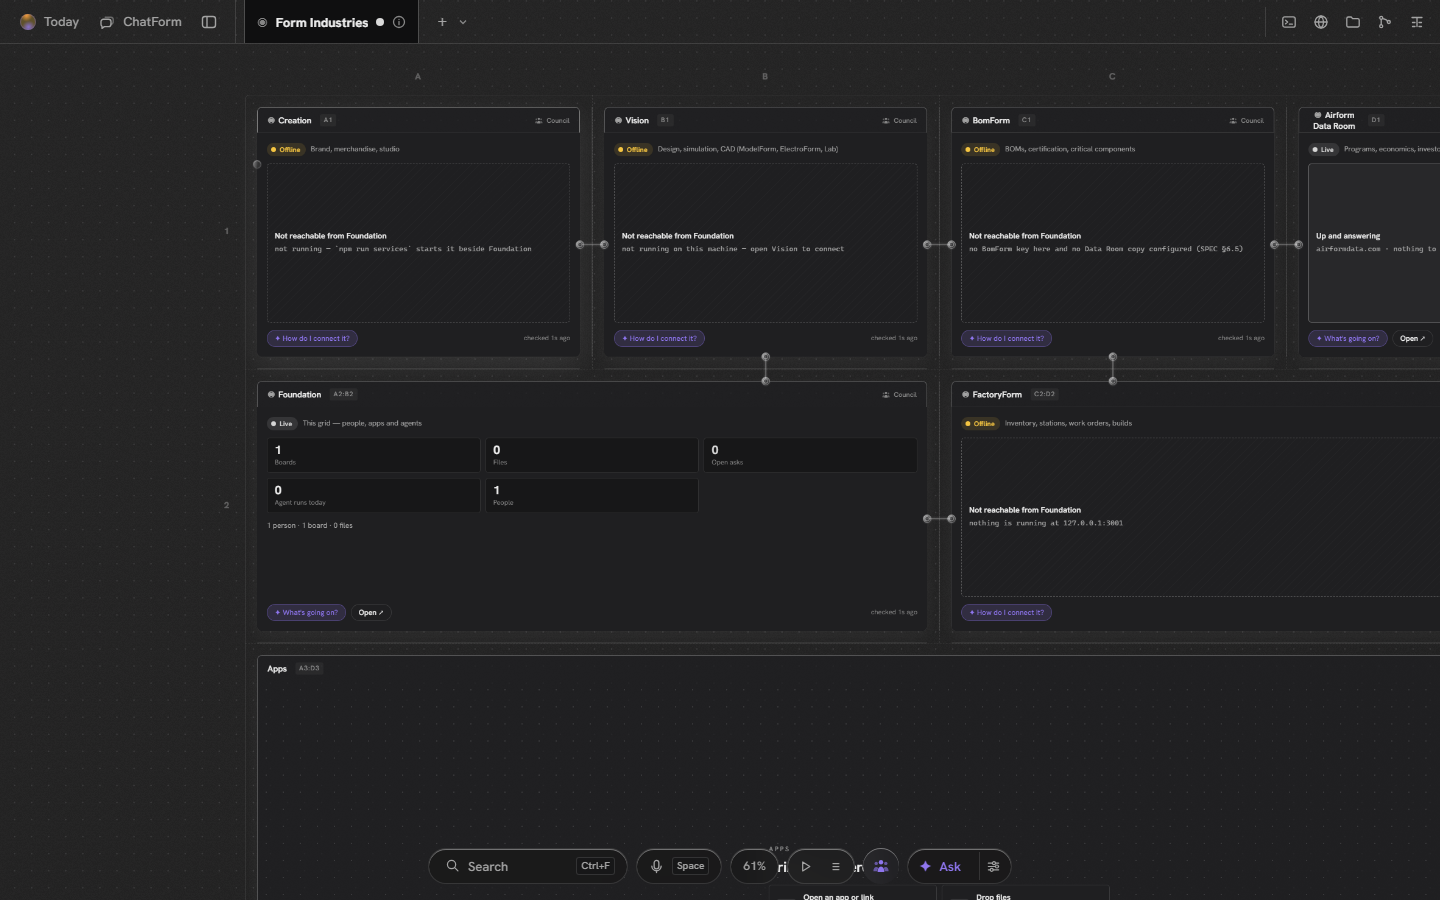 Today
ChatForm
Form Industries
A
B
C
1
2
Creation A1
Council
Offline Brand, merchandise, studio
Not reachable from Foundation
not running — `npm run services` starts it beside Foundation
+ How do I connect it?
checked 1s ago
Vision B1
Council
Offline Design, simulation, CAD (ModelForm, ElectroForm, Lab)
Not reachable from Foundation
not running on this machine — open Vision to connect
+ How do I connect it?
checked 1s ago
BomForm C1
Council
Offline BOMs, certification, critical components
Not reachable from Foundation
no BomForm key here and no Data Room copy configured (SPEC §6.5)
+ How do I connect it?
checked 1s ago
Airform
Data Room D1
Live Programs, economics, investo
Up and answering
airformdata.com · nothing to
+ What's going on?
Open ↗
Foundation A2:B2
Council
Live This grid — people, apps and agents
1
Boards
0
Files
0
Open asks
0
Agent runs today
1
People
1 person · 1 board · 0 files
+ What's going on?
Open ↗
checked 1s ago
FactoryForm C2:D2
Offline Inventory, stations, work orders, builds
Not reachable from Foundation
nothing is running at 127.0.0.1:3001
+ How do I connect it?
Apps A3:D3
APPS
Search Ctrl+F
Space
61%
Ask
Open an app or link
Drop files